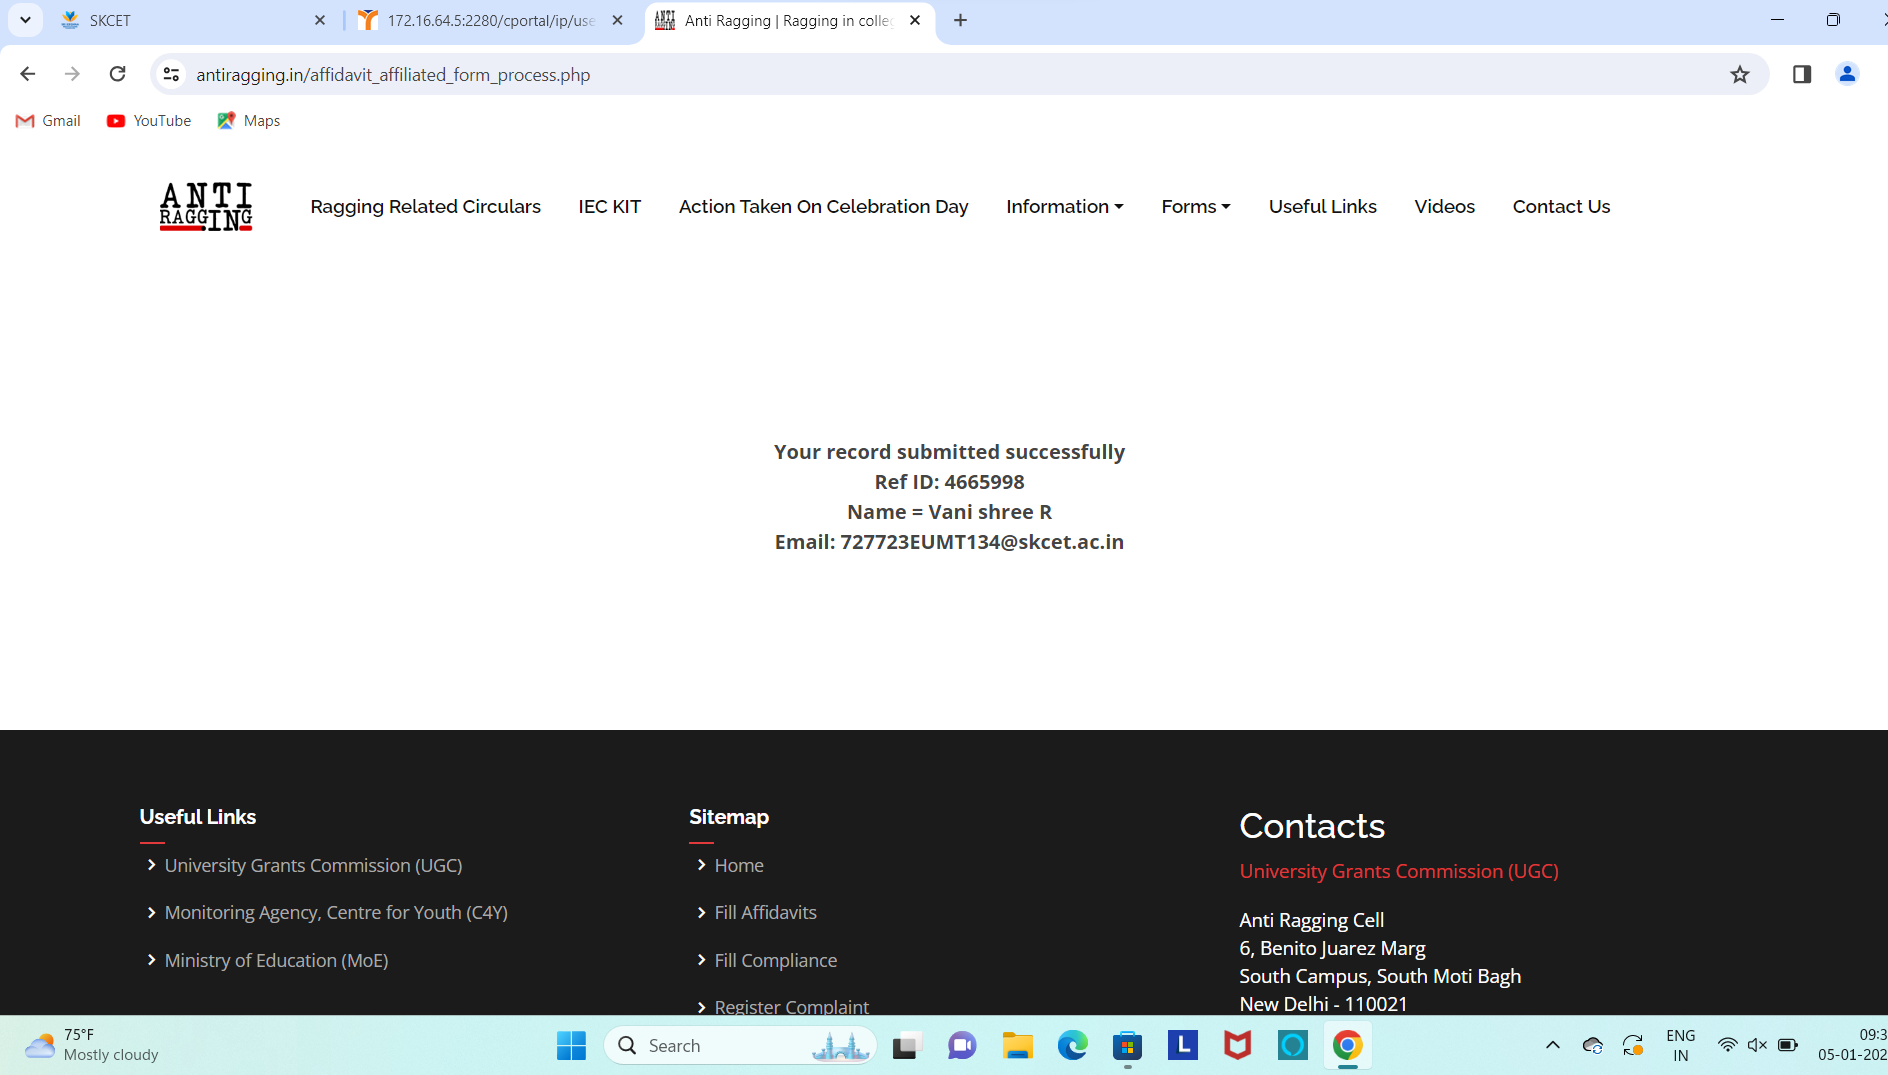 SKCET
172.16.64.5:2280/cportal/ip/use
Anti Ragging | Ragging in colle
antiragging.in/affidavit_affiliated_form_process.php
Gmail
YouTube
Maps
ANTI
RAGGING
Ragging Related Circulars
IEC KIT
Action Taken On Celebration Day
Information
Forms
Useful Links
Videos
Contact Us
Your record submitted successfully
Ref ID: 4665998
Name = Vani shree R
Email: 727723EUMT134@skcet.ac.in
Useful Links
University Grants Commission (UGC)
Monitoring Agency, Centre for Youth (C4Y)
Ministry of Education (MoE)
Sitemap
Home
Fill Affidavits
Fill Compliance
Register Complaint
Contacts
University Grants Commission (UGC)
Anti Ragging Cell
6, Benito Juarez Marg
South Campus, South Moti Bagh
New Delhi - 110021
75°F
Mostly cloudy
Search
L
ENG
IN
09:3
05-01-202